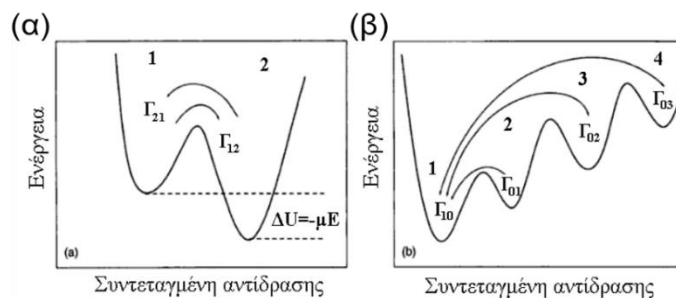 (α)
1
2
Γ21
Γ12
ΔU=-μE
(a)
Ενέργεια
Συντεταγμένη αντίδρασης
(β)
4
3
2
1
Γ03
Γ02
Γ01
Γ10
(b)
Ενέργεια
Συντεταγμένη αντίδρασης